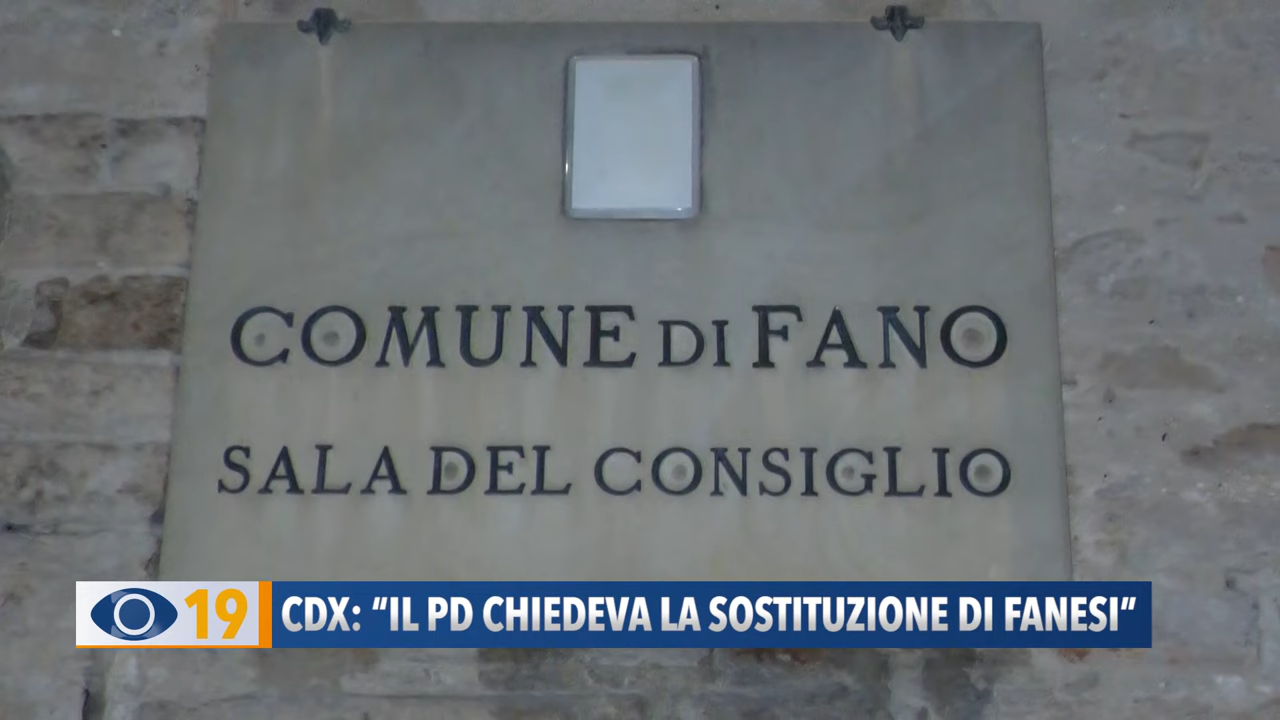 COMUNE DI FANO
SALA DEL CONSIGLIO
19 CDX: “IL PD CHIEDEVA LA SOSTITUZIONE DI FANESI”